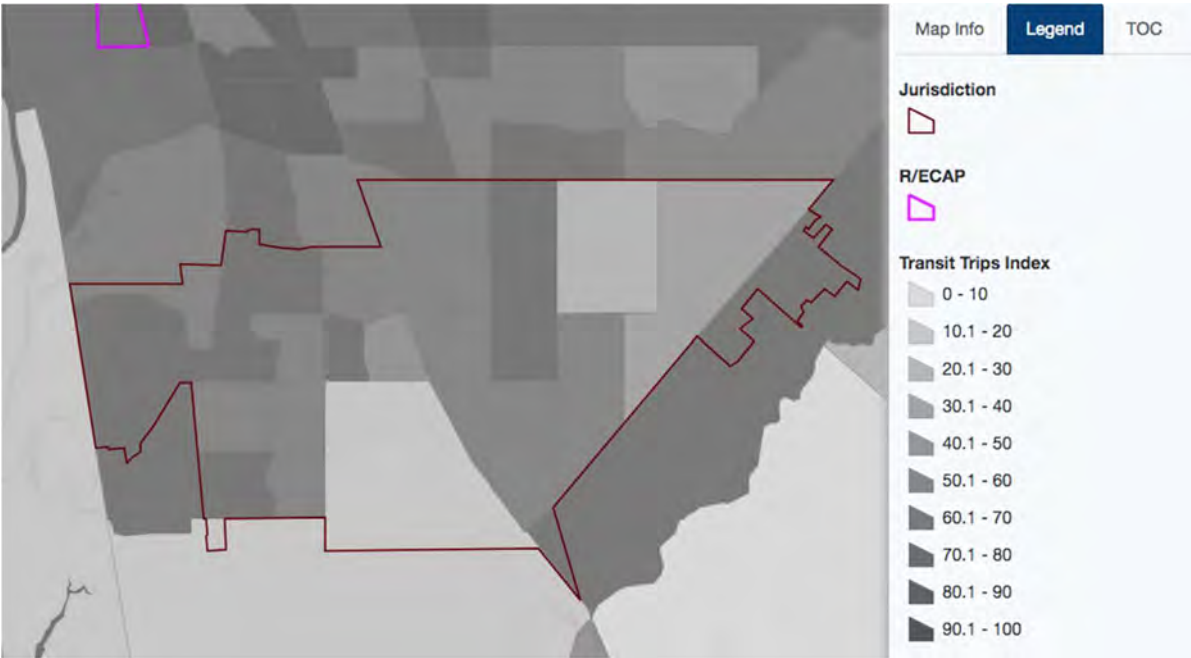 Map Info Legend TOC
Jurisdiction
R/ECAP
Transit Trips Index
0 - 10
10.1 - 20
20.1 - 30
30.1 - 40
40.1 - 50
50.1 - 60
60.1 - 70
70.1 - 80
80.1 - 90
90.1 - 100